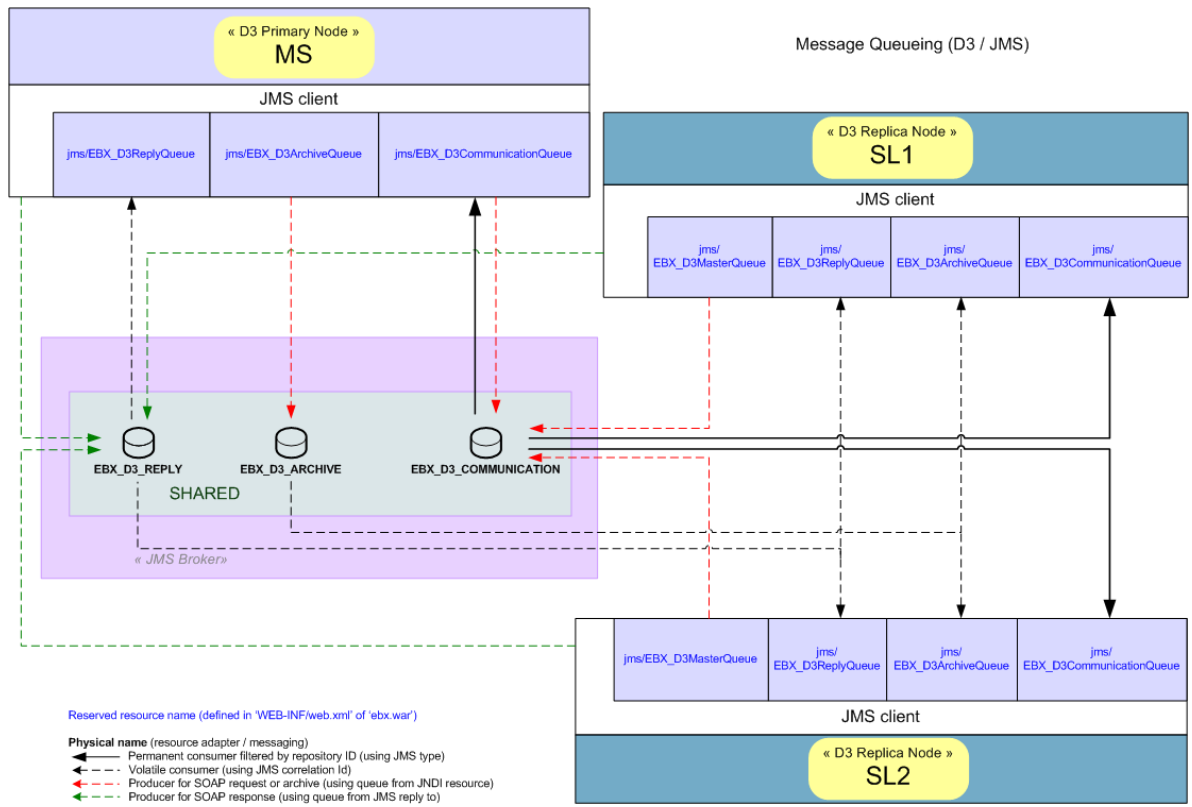 « D3 Primary Node »
MS
Message Queueing (D3 / JMS)
JMS client
jms/EBX_D3ReplyQueue
jms/EBX_D3ArchiveQueue
jms/EBX_D3CommunicationQueue
« D3 Replica Node »
SL1
JMS client
jms/
EBX_D3MasterQueue
jms/
EBX_D3ReplyQueue
jms/
EBX_D3ArchiveQueue
jms/
EBX_D3CommunicationQueue
EBX_D3_REPLY
EBX_D3_ARCHIVE
EBX_D3_COMMUNICATION
SHARED
« JMS Broker»
jms/EBX_D3MasterQueue
jms/
EBX_D3ReplyQueue
jms/
EBX_D3ArchiveQueue
jms/
EBX_D3CommunicationQueue
JMS client
« D3 Replica Node »
SL2
Reserved resource name (defined in ‘WEB-INF/web.xml’ of ‘ebx.war’)
Physical name (resource adapter / messaging)
Permanent consumer filtered by repository ID (using JMS type)
Volatile consumer (using JMS correlation Id)
Producer for SOAP request or archive (using queue from JNDI resource)
Producer for SOAP response (using queue from JMS reply to)